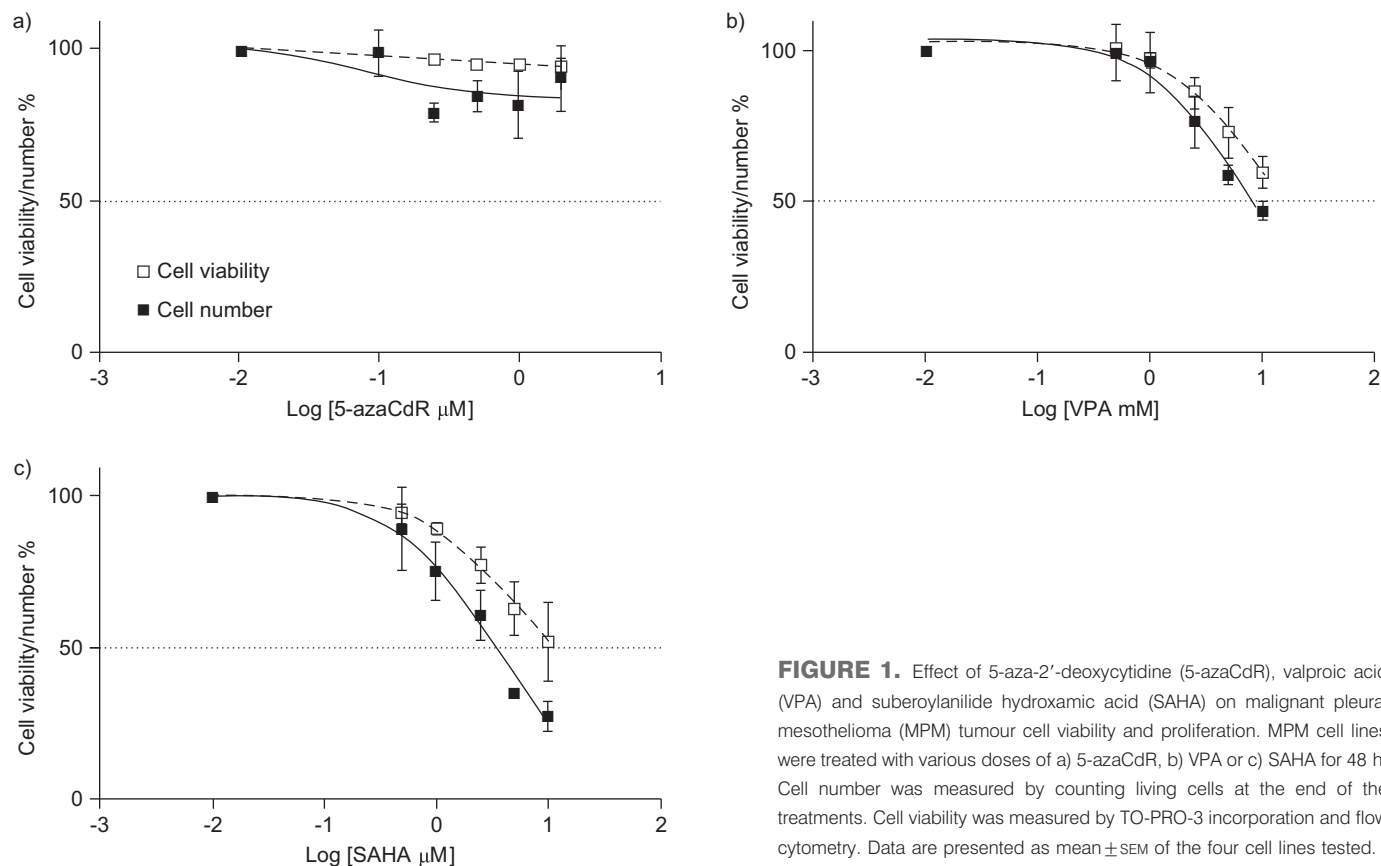 a)
100
50
0
Cell viability/number %
Cell viability
Cell number
-3
-2
-1
0
1
Log [5-azaCdR μM]
b)
100
50
0
Cell viability/number %
-3
-2
-1
0
1
2
Log [VPA mM]
c)
100
50
0
Cell viability/number %
-3
-2
-1
0
1
2
Log [SAHA μM]
FIGURE 1. Effect of 5-aza-2′-deoxycytidine (5-azaCdR), valproic acid
(VPA) and suberoylanilide hydroxamic acid (SAHA) on malignant pleura
mesothelioma (MPM) tumour cell viability and proliferation. MPM cell lines
were treated with various doses of a) 5-azaCdR, b) VPA or c) SAHA for 48 h
Cell number was measured by counting living cells at the end of the
treatments. Cell viability was measured by TO-PRO-3 incorporation and flow
cytometry. Data are presented as mean±SEM of the four cell lines tested.